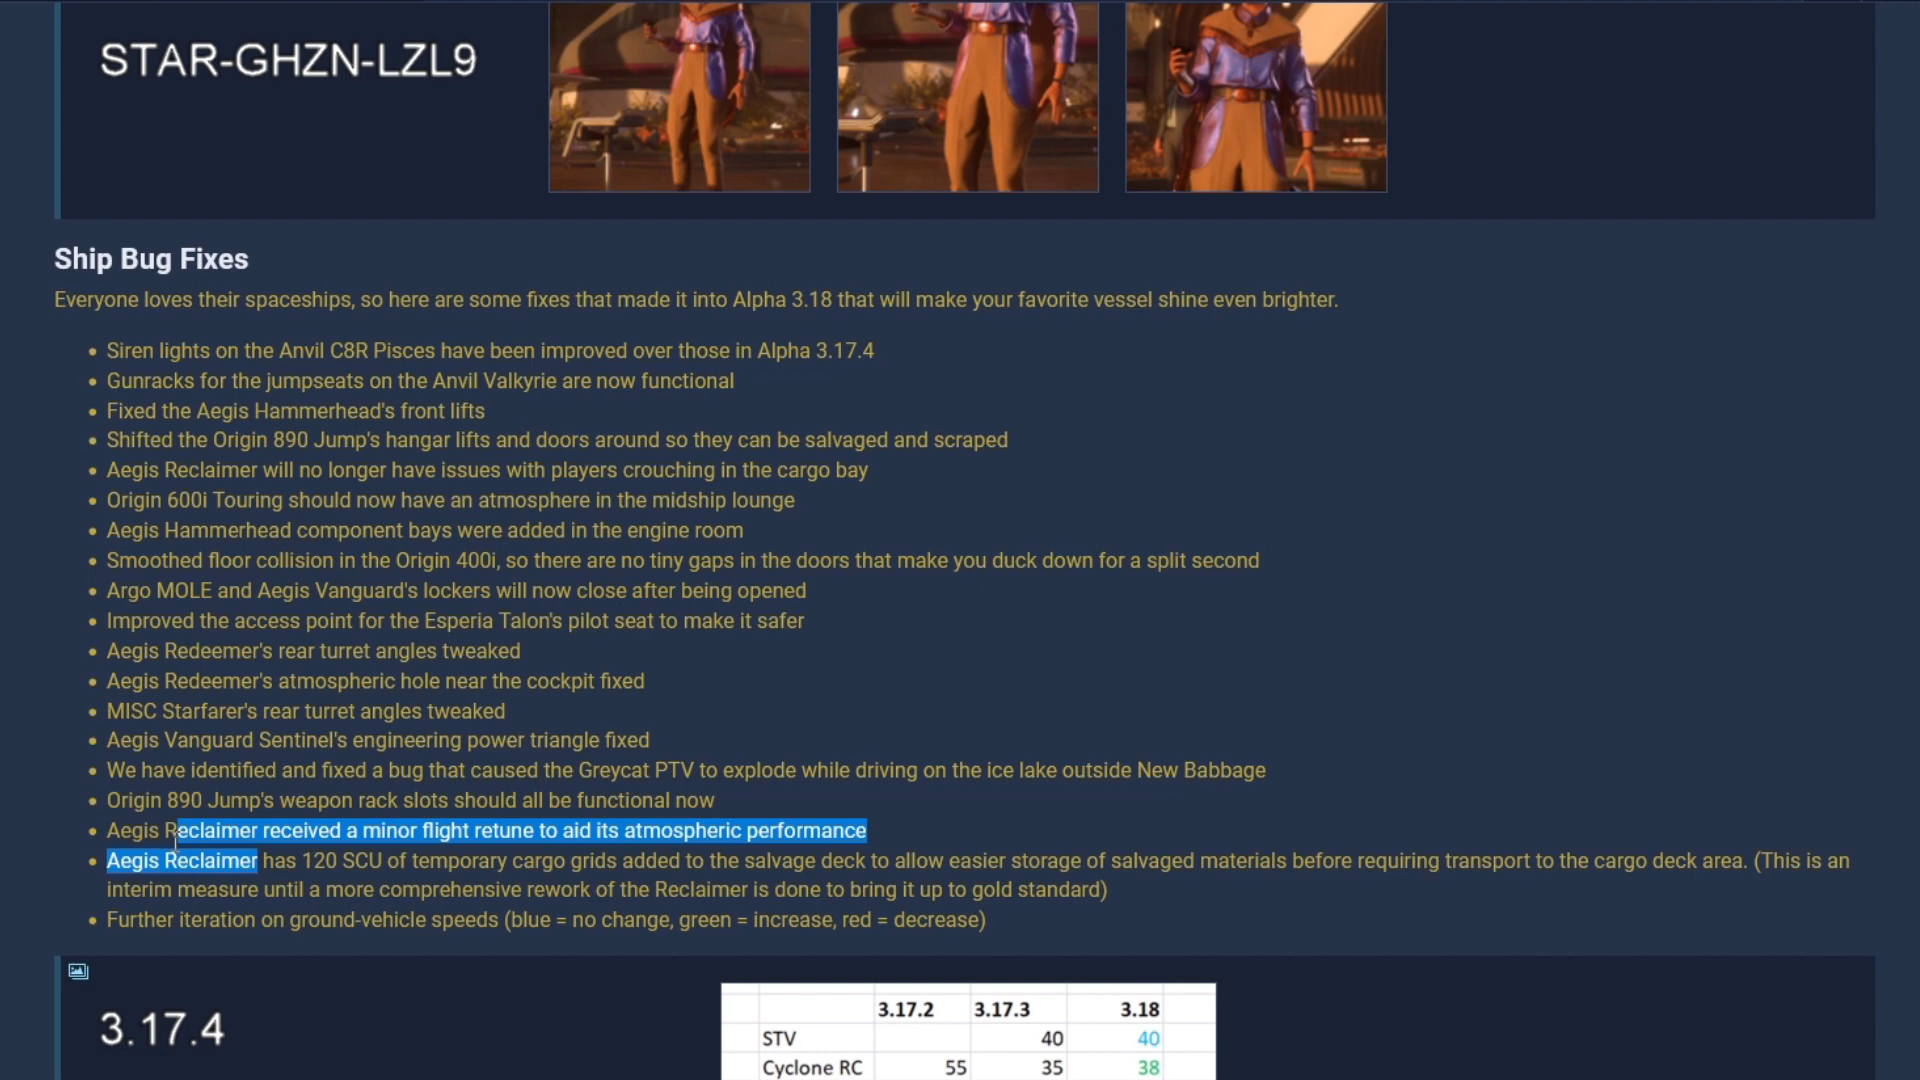 STAR-GHZN-LZL9
Ship Bug Fixes
Everyone loves their spaceships, so here are some fixes that made it into Alpha 3.18 that will make your favorite vessel shine even brighter.
• Siren lights on the Anvil C8R Pisces have been improved over those in Alpha 3.17.4
• Gunracks for the jumpseats on the Anvil Valkyrie are now functional
• Fixed the Aegis Hammerhead's front lifts
• Shifted the Origin 890 Jump's hangar lifts and doors around so they can be salvaged and scraped
• Aegis Reclaimer will no longer have issues with players crouching in the cargo bay
• Origin 600i Touring should now have an atmosphere in the midship lounge
• Aegis Hammerhead component bays were added in the engine room
• Smoothed floor collision in the Origin 400i, so there are no tiny gaps in the doors that make you duck down for a split second
• Argo MOLE and Aegis Vanguard's lockers will now close after being opened
• Improved the access point for the Esperia Talon's pilot seat to make it safer
• Aegis Redeemer's rear turret angles tweaked
• Aegis Redeemer's atmospheric hole near the cockpit fixed
• MISC Starfarer's rear turret angles tweaked
• Aegis Vanguard Sentinel's engineering power triangle fixed
• We have identified and fixed a bug that caused the Greycat PTV to explode while driving on the ice lake outside New Babbage
• Origin 890 Jump's weapon rack slots should all be functional now
• Aegis Reclaimer received a minor flight retune to aid its atmospheric performance
• Aegis Reclaimer has 120 SCU of temporary cargo grids added to the salvage deck to allow easier storage of salvaged materials before requiring transport to the cargo deck area. (This is an
interim measure until a more comprehensive rework of the Reclaimer is done to bring it up to gold standard)
• Further iteration on ground-vehicle speeds (blue = no change, green = increase, red = decrease)
3.17.4
3.17.2 3.17.3 3.18
STV 40 40
Cyclone RC 55 35 38